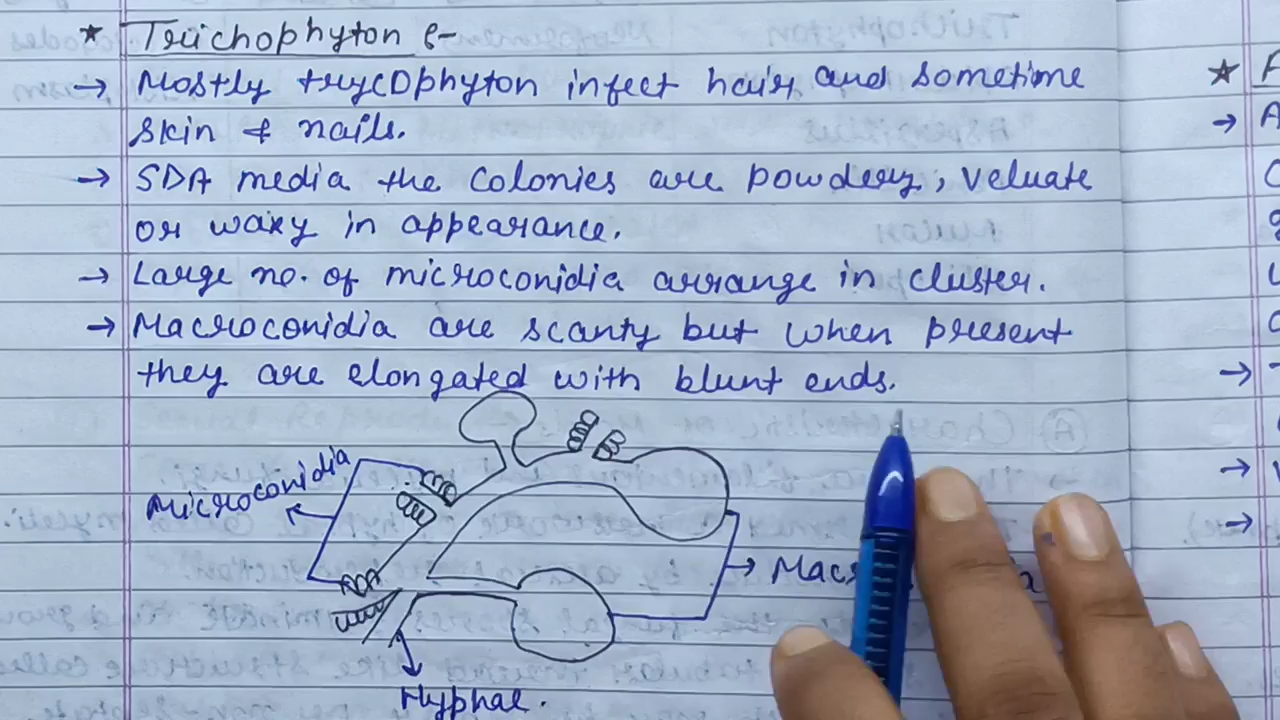 ★ Trichophyton :-
→ Mostly trycophyton infect hair and sometime
skin & nails.
→ SDA media the colonies are powdery, veluate
or waxy in appearance.
→ Large no. of microconidia arrange in cluster.
→ Macroconidia are scanty but when present
they are elongated with blunt ends.
Microconidia
Hyphae.
★
→ A